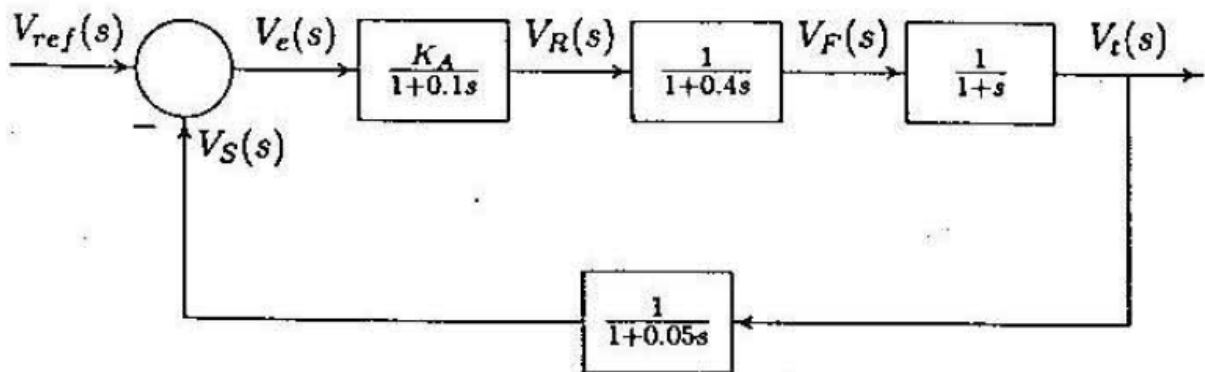 V_ref(s)
V_e(s)
K_A
1+0.1s
V_R(s)
1
1+0.4s
V_F(s)
1
1+s
V_t(s)
−
V_S(s)
1
1+0.05s